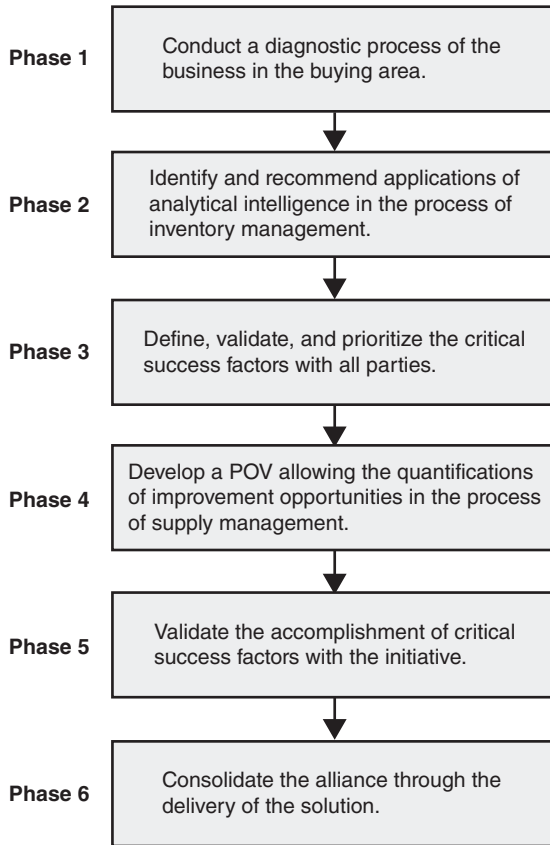 Phase 1
Conduct a diagnostic process of the
business in the buying area.
Phase 2
Identify and recommend applications of
analytical intelligence in the process of
inventory management.
Phase 3
Define, validate, and prioritize the critical
success factors with all parties.
Phase 4
Develop a POV allowing the quantifications
of improvement opportunities in the process
of supply management.
Phase 5
Validate the accomplishment of critical
success factors with the initiative.
Phase 6
Consolidate the alliance through the
delivery of the solution.